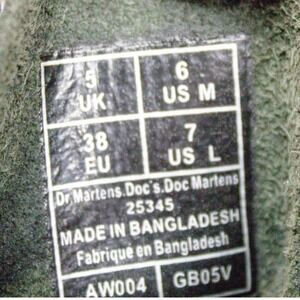 5 6
UK US M
38 7
EU US L
Dr.Martens.Doc's.Doc Martens
25345
MADE IN BANGLADESH
Fabriqué en Bangladesh
AW004 GB05V